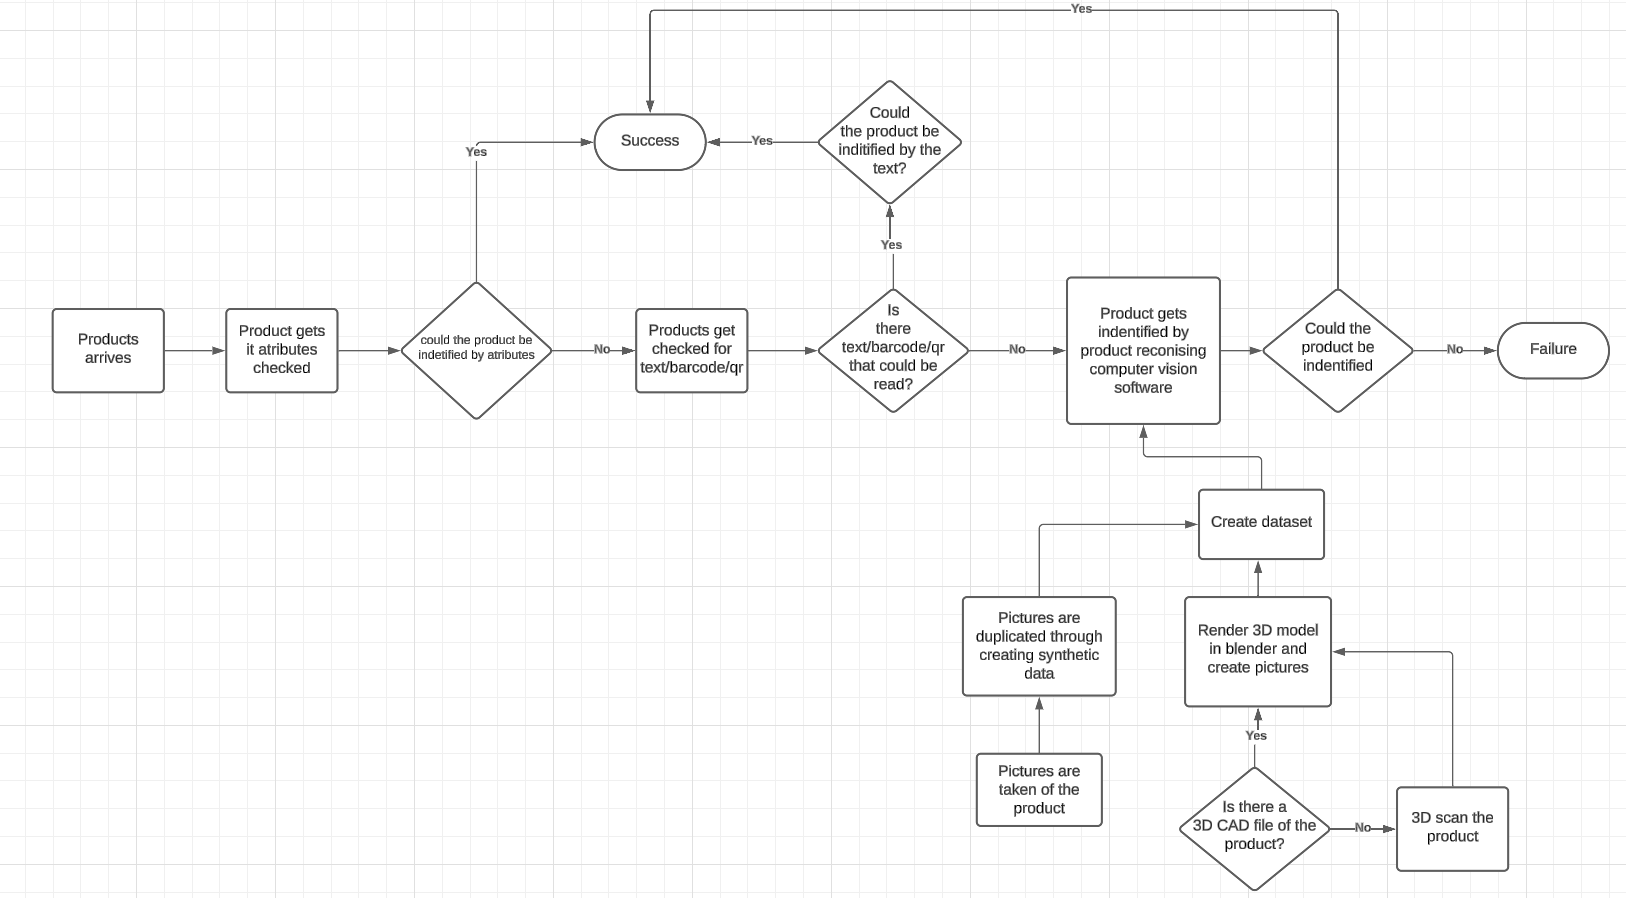 Yes
Could
the product be
inditified by the
text?
Success
Yes
Yes
Yes
Products
arrives
Product gets
it atributes
checked
could the product be
indetified by atributes
No
Products get
checked for
text/barcode/qr
Is
there
text/barcode/qr
that could be
read?
No
Product gets
indentified by
product reconising
computer vision
software
Could the
product be
indentified
No
Failure
Create dataset
Pictures are
duplicated through
creating synthetic
data
Render 3D model
in blender and
create pictures
Yes
Pictures are
taken of the
product
Is there a
3D CAD file of the
product?
No
3D scan the
product